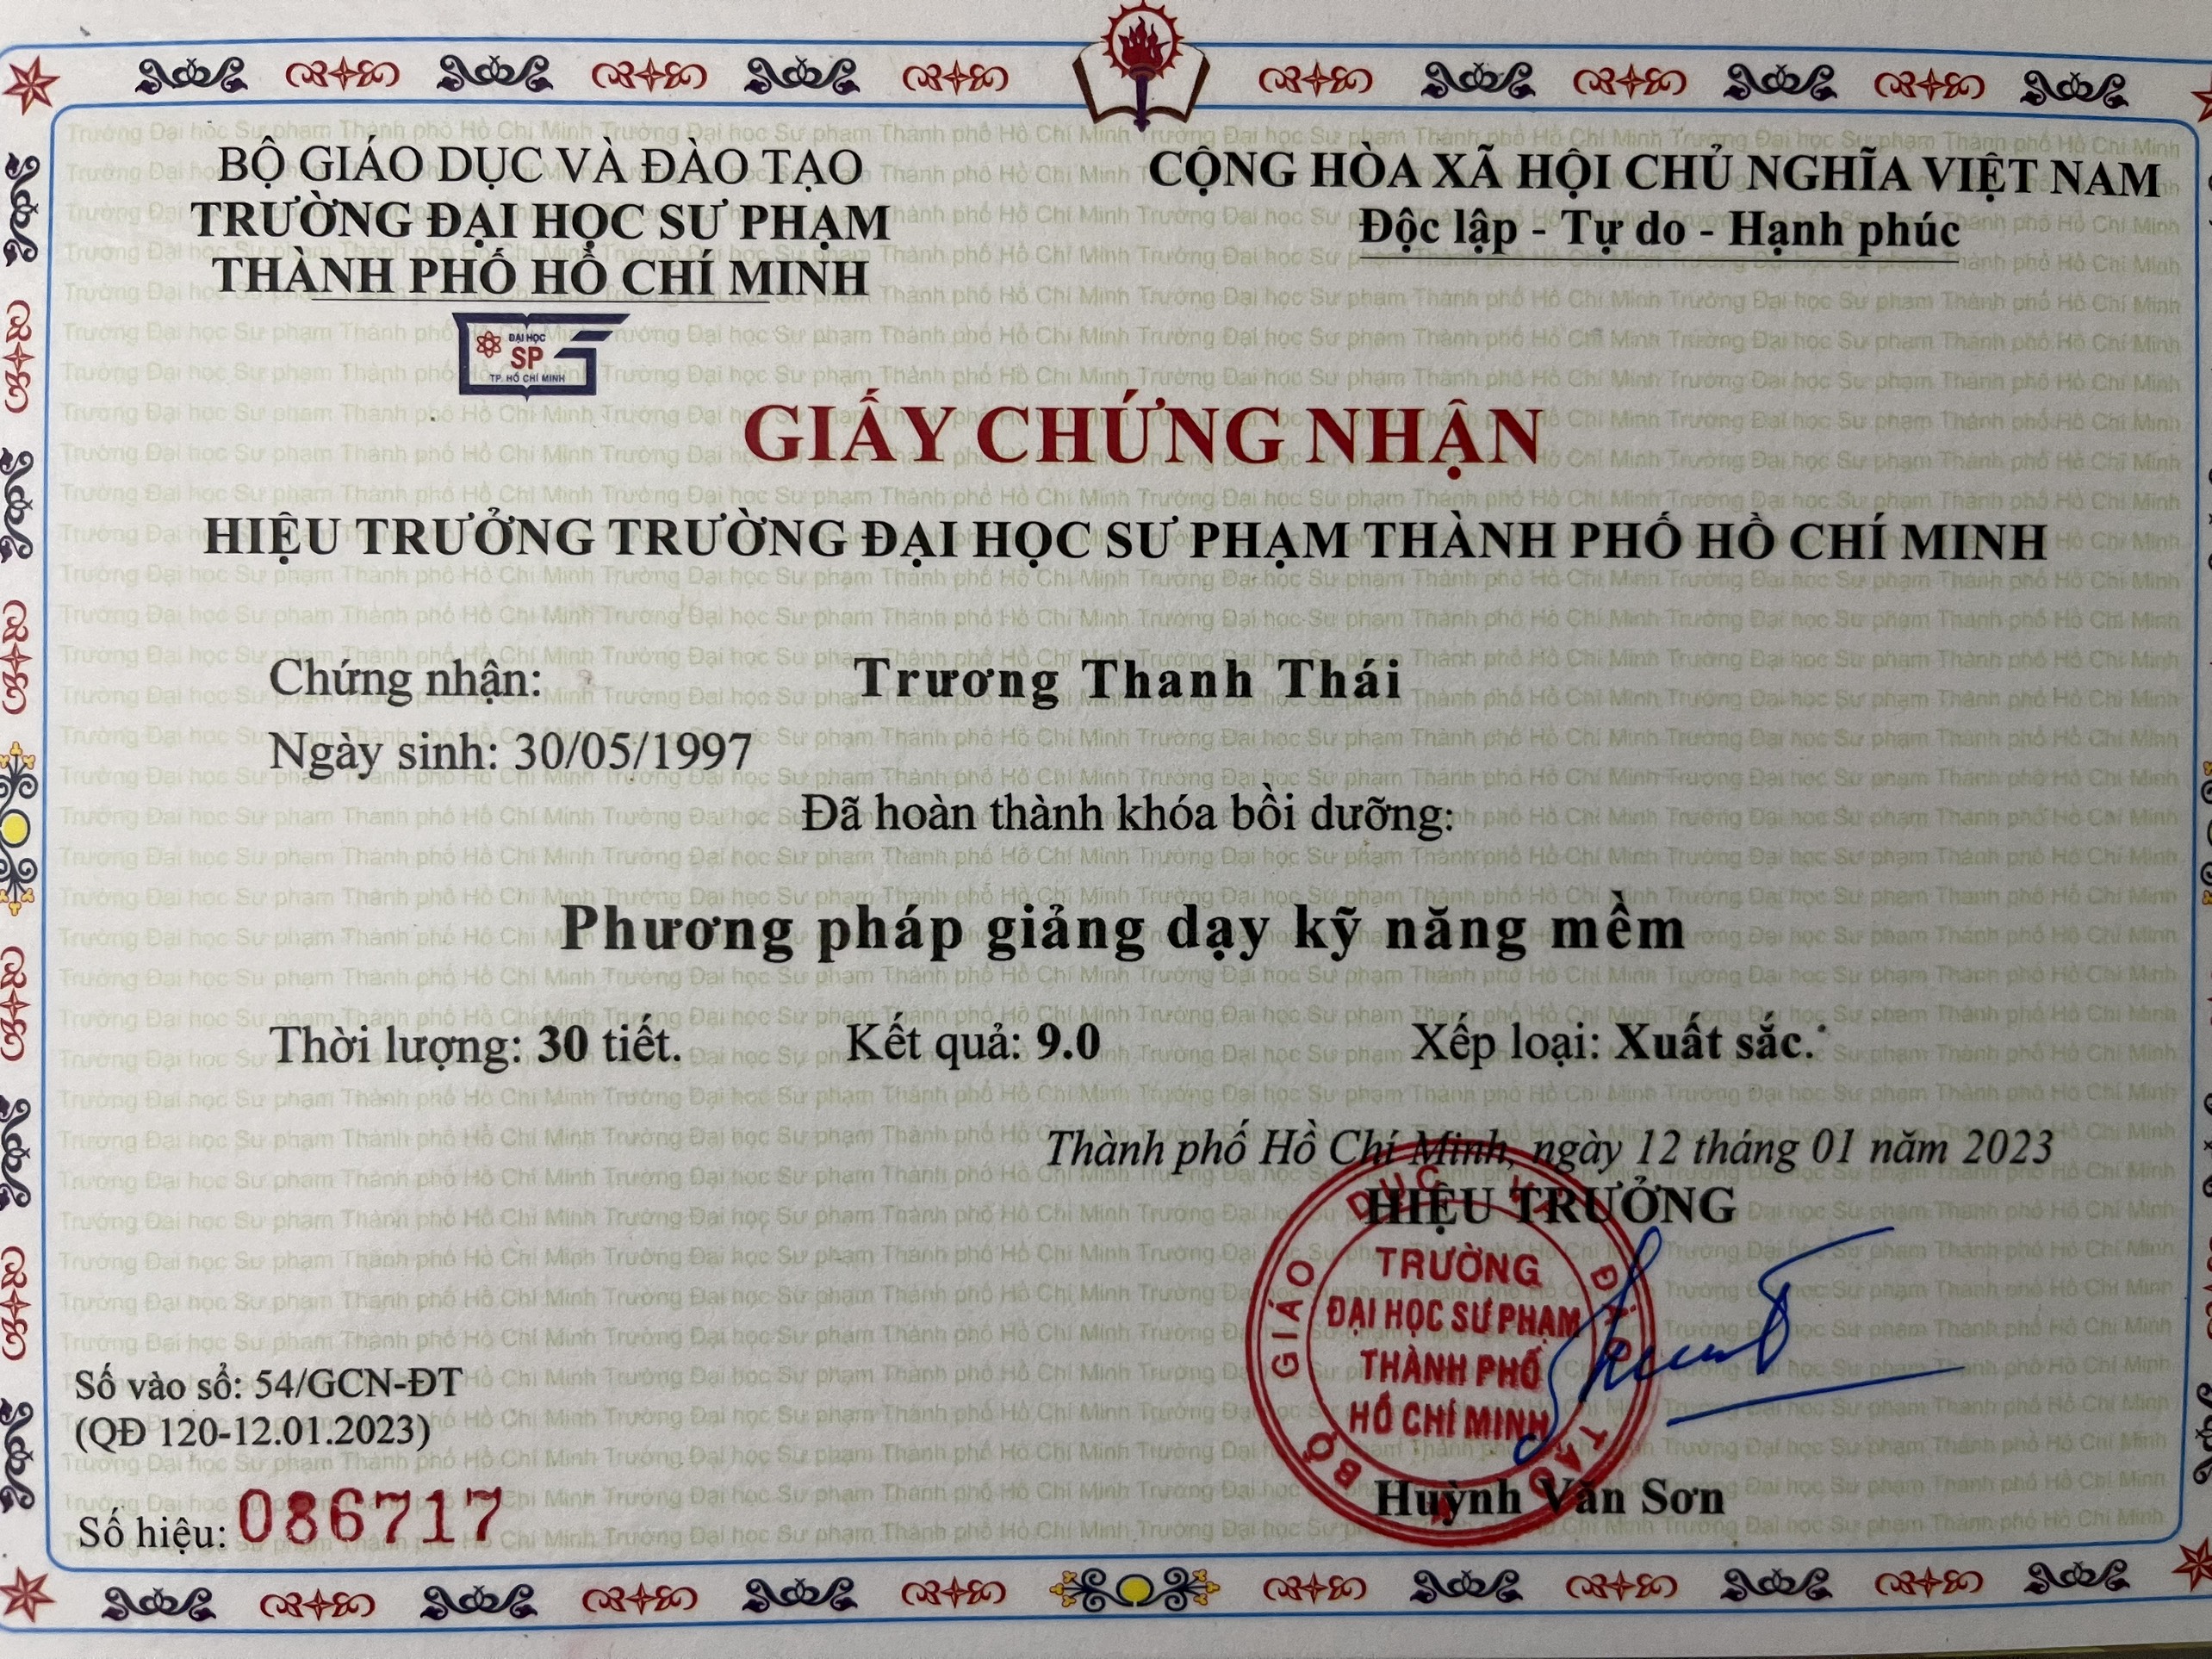 BỘ GIÁO DỤC VÀ ĐÀO TẠO
TRƯỜNG ĐẠI HỌC SƯ PHẠM
THÀNH PHỐ HỒ CHÍ MINH
CỘNG HÒA XÃ HỘI CHỦ NGHĨA VIỆT NAM
Độc lập - Tự do - Hạnh phúc
ĐẠI HỌC
SP
TP. HỒ CHÍ MINH
GIẤY CHỨNG NHẬN
HIỆU TRƯỞNG TRƯỜNG ĐẠI HỌC SƯ PHẠM THÀNH PHỐ HỒ CHÍ MINH
Chứng nhận: Trương Thanh Thái
Ngày sinh: 30/05/1997
Đã hoàn thành khóa bồi dưỡng:
Phương pháp giảng dạy kỹ năng mềm
Thời lượng: 30 tiết. Kết quả: 9.0 Xếp loại: Xuất sắc.
Thành phố Hồ Chí Minh, ngày 12 tháng 01 năm 2023
HIỆU TRƯỞNG
BỘ GIÁO DỤC VÀ ĐÀO TẠO
TRƯỜNG
ĐẠI HỌC SƯ PHẠM
THÀNH PHỐ
HỒ CHÍ MINH
Huỳnh Văn Sơn
Số vào sổ: 54/GCN-ĐT
(QĐ 120-12.01.2023)
Số hiệu: 086717